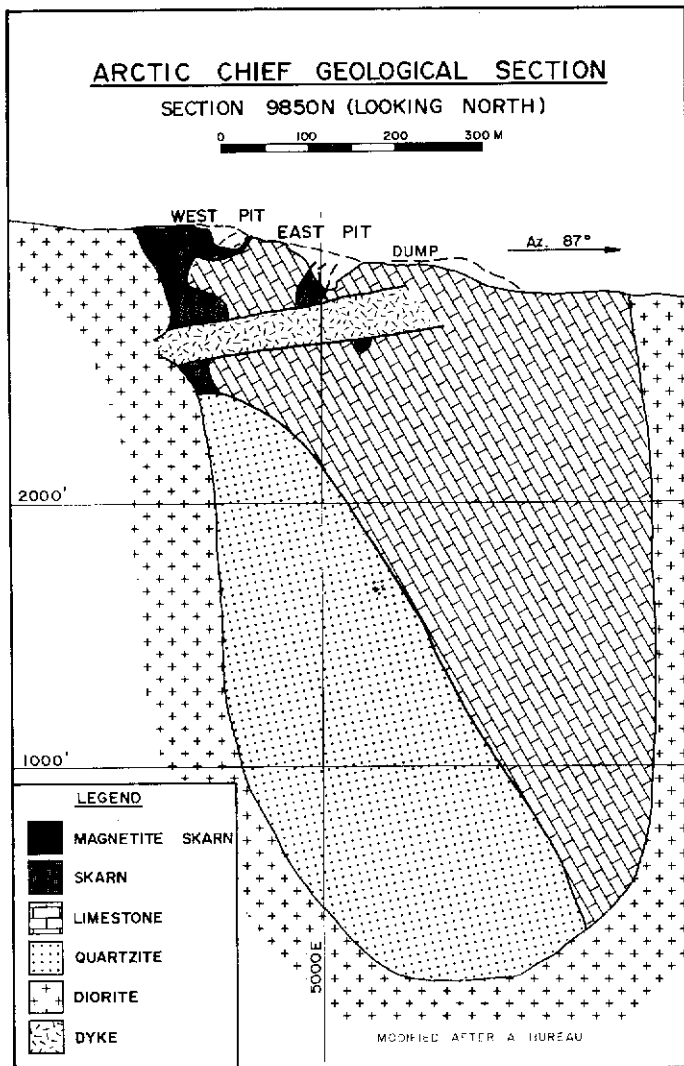 ARCTIC CHIEF GEOLOGICAL SECTION
SECTION 9850N (LOOKING NORTH)
0 100 200 300 M
WEST PIT
EAST PIT
DUMP
Az. 87°
2000'
1000'
LEGEND
MAGNETITE SKARN
SKARN
LIMESTONE
QUARTZITE
DIORITE
DYKE
5000E
MODIFIED AFTER A BUREAU